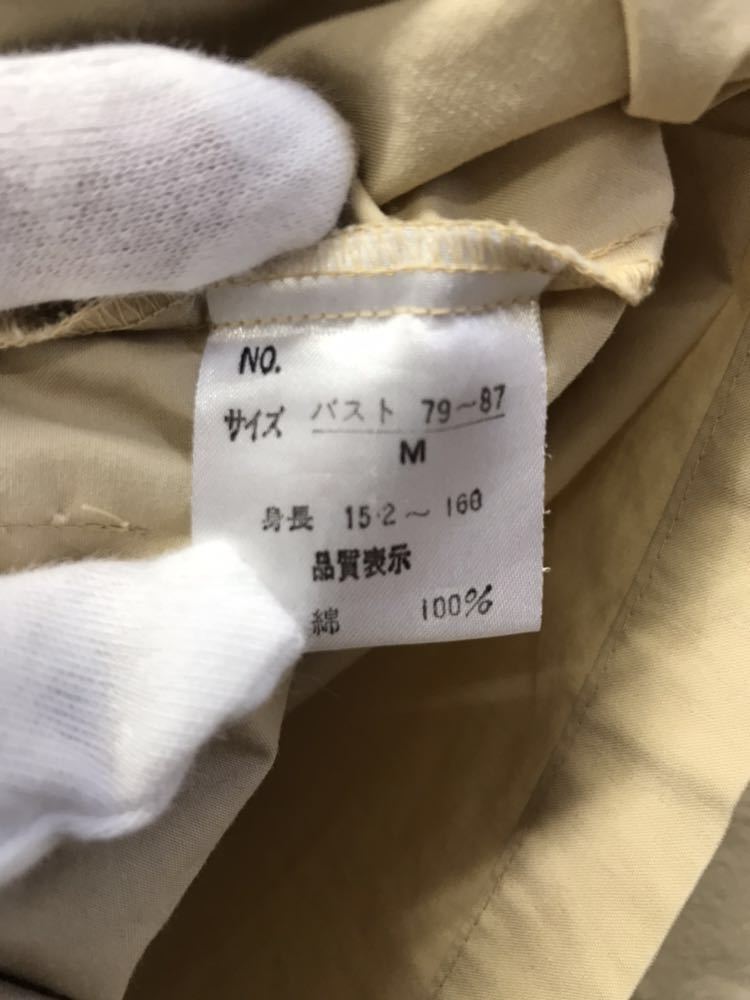 NO.
サイズ バスト 79~87
M
身長 15·2~160
品質表示
綿 100%